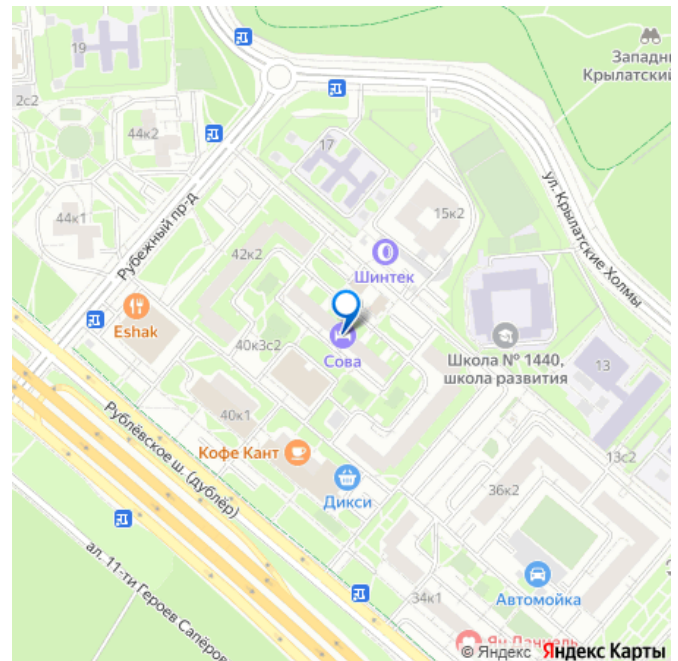 19
Западн
Крылатский
2с2
44к2
17
ул. Крылатские Холмы
44к1
Рубежный пр-д
15к2
42к2
Шинтек
Eshak
Сова
40к3с2
Школа № 1440,
школа развития
13
40к1
Рублёвское ш. (дублёр)
Кофе Кант
13с2
Дикси
36к2
ал. 11-ти Героев Сапёров
34к1
Автомойка
Ян Даниель
© Яндекс Яндекс Карты